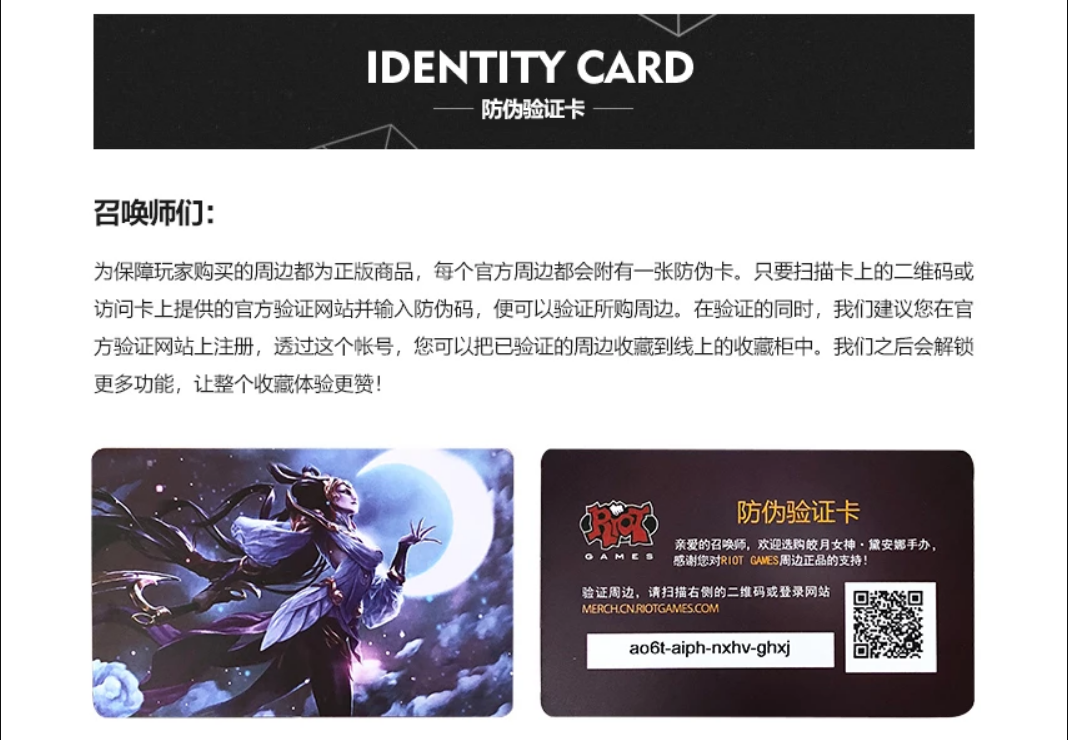 IDENTITY CARD
防伪验证卡
召唤师们：
为保障玩家购买的周边都为正版商品，每个官方周边都会附有一张防伪卡。只要扫描卡上的二维码或
访问卡上提供的官方验证网站并输入防伪码，便可以验证所购周边。在验证的同时，我们建议您在官
方验证网站上注册，透过这个帐号，您可以把已验证的周边收藏到线上的收藏柜中。我们之后会解锁
更多功能，让整个收藏体验更赞！
RIOT
GAMES
防伪验证卡
亲爱的召唤师，欢迎选购皎月女神·黛安娜手办，
感谢您对RIOT GAMES周边正品的支持！
验证周边，请扫描右侧的二维码或登录网站
MERCH.CN.RIOTGAMES.COM
ao6t-aiph-nxhv-ghxj